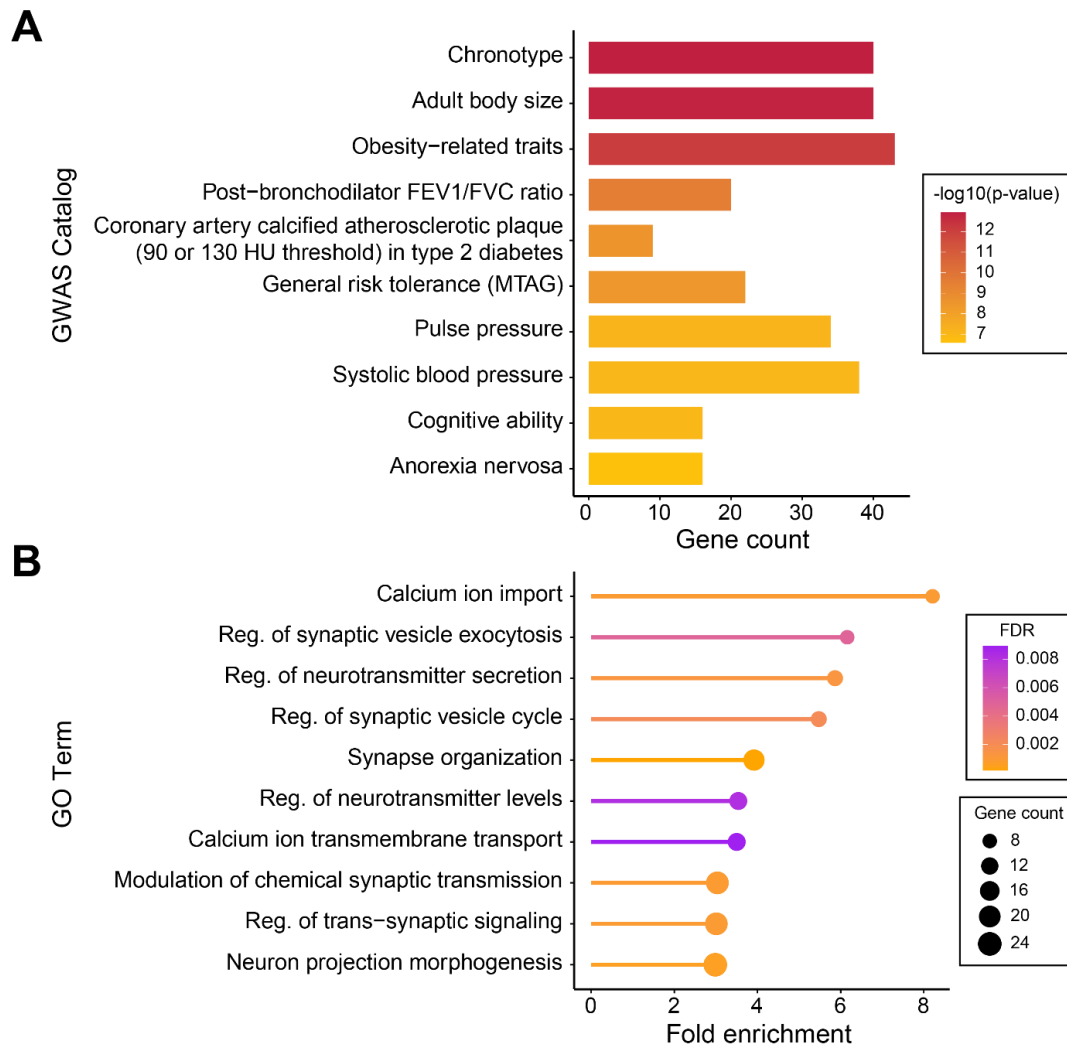 A
GWAS Catalog
Chronotype
Adult body size
Obesity−related traits
Post−bronchodilator FEV1/FVC ratio
Coronary artery calcified atherosclerotic plaque
(90 or 130 HU threshold) in type 2 diabetes
General risk tolerance (MTAG)
Pulse pressure
Systolic blood pressure
Cognitive ability
Anorexia nervosa
0 10 20 30 40
Gene count
-log10(p-value)
12
11
10
9
8
7
B
GO Term
Calcium ion import
Reg. of synaptic vesicle exocytosis
Reg. of neurotransmitter secretion
Reg. of synaptic vesicle cycle
Synapse organization
Reg. of neurotransmitter levels
Calcium ion transmembrane transport
Modulation of chemical synaptic transmission
Reg. of trans−synaptic signaling
Neuron projection morphogenesis
0 2 4 6 8
Fold enrichment
FDR
0.008
0.006
0.004
0.002
Gene count
8
12
16
20
24